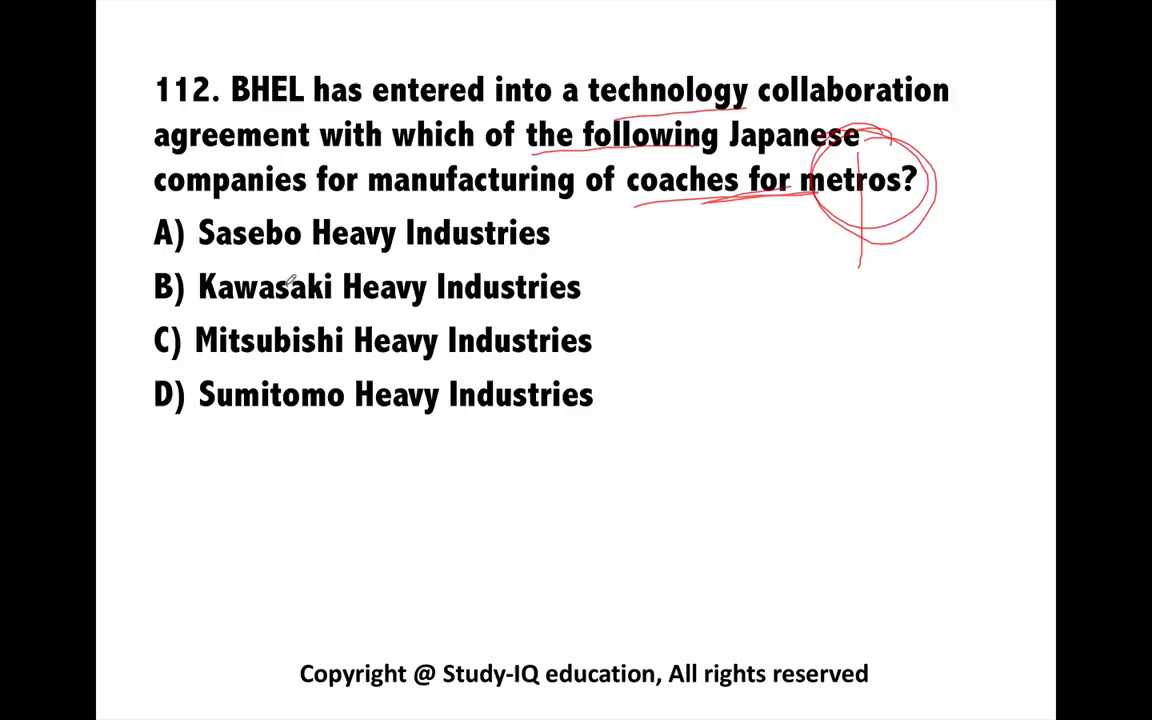 112. BHEL has entered into a technology collaboration
agreement with which of the following Japanese
companies for manufacturing of coaches for metros?
A) Sasebo Heavy Industries
B) Kawasaki Heavy Industries
C) Mitsubishi Heavy Industries
D) Sumitomo Heavy Industries
Copyright @ Study-IQ education, All rights reserved